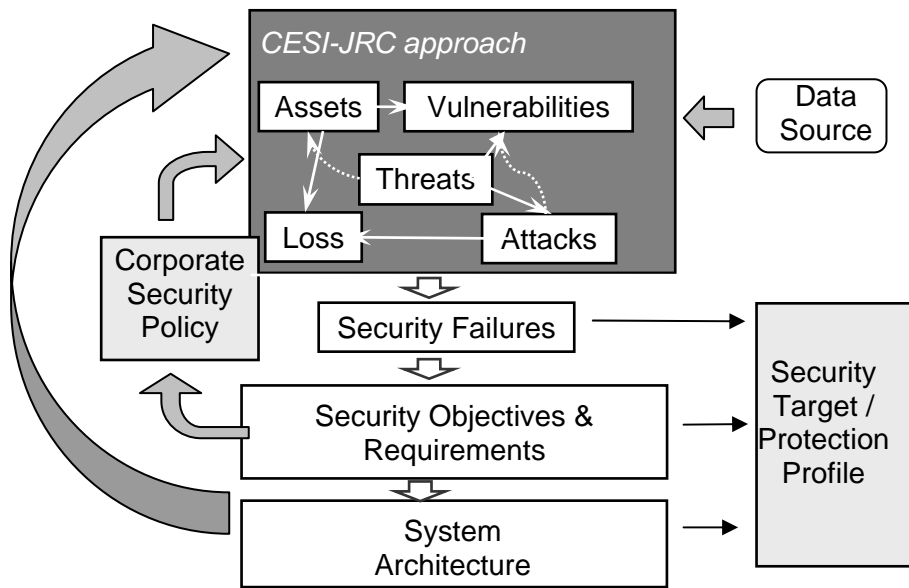 CESI-JRC approach
Assets
Vulnerabilities
Threats
Loss
Attacks
Data
Source
Corporate
Security
Policy
Security Failures
Security Objectives &
Requirements
System
Architecture
Security
Target /
Protection
Profile